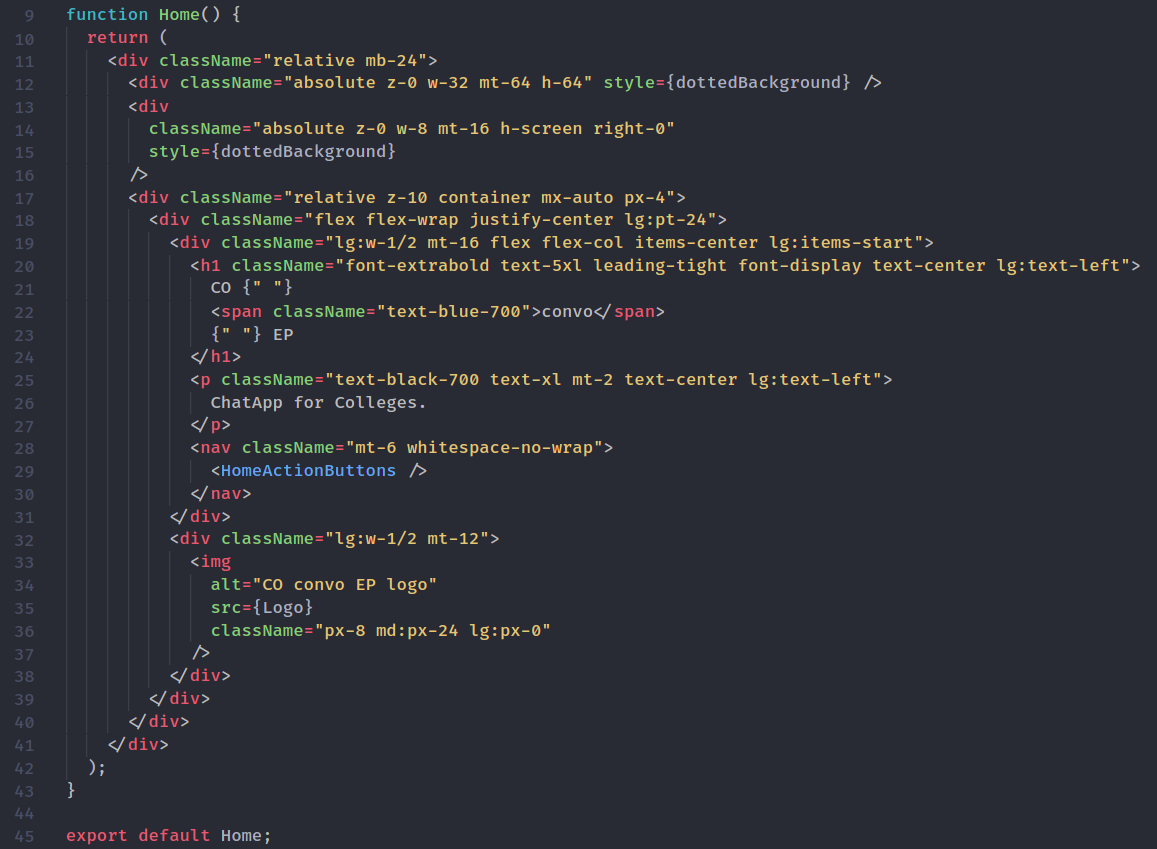 9 function Home() {
10 return (
11 <div className="relative mb-24">
12 <div className="absolute z-0 w-32 mt-64 h-64" style={dottedBackground} />
13 <div
14 className="absolute z-0 w-8 mt-16 h-screen right-0"
15 style={dottedBackground}
16 />
17 <div className="relative z-10 container mx-auto px-4">
18 <div className="flex flex-wrap justify-center lg:pt-24">
19 <div className="lg:w-1/2 mt-16 flex flex-col items-center lg:items-start">
20 <h1 className="font-extrabold text-5xl leading-tight font-display text-center lg:text-left">
21 CO {" "}
22 <span className="text-blue-700">convo</span>
23 {" "} EP
24 </h1>
25 <p className="text-black-700 text-xl mt-2 text-center lg:text-left">
26 ChatApp for Colleges.
27 </p>
28 <nav className="mt-6 whitespace-no-wrap">
29 <HomeActionButtons />
30 </nav>
31 </div>
32 <div className="lg:w-1/2 mt-12">
33 <img
34 alt="CO convo EP logo"
35 src={Logo}
36 className="px-8 md:px-24 lg:px-0"
37 />
38 </div>
39 </div>
40 </div>
41 </div>
42 );
43 }
44
45 export default Home;